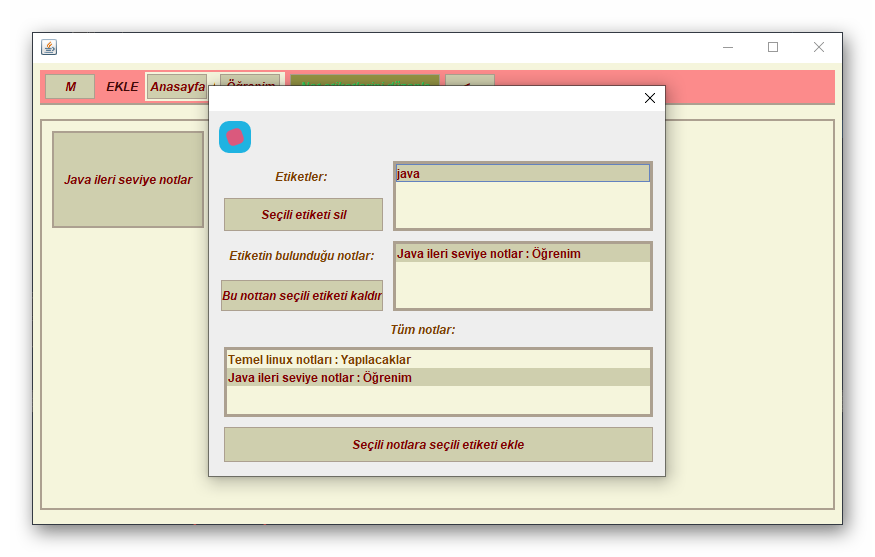 M EKLE Anasayfa Öğrenim
Java ileri seviye notlar
Etiketler:
java
Seçili etiketi sil
Etiketin bulunduğu notlar:
Java ileri seviye notlar : Öğrenim
Bu nottan seçili etiketi kaldır
Tüm notlar:
Temel linux notları : Yapılacaklar
Java ileri seviye notlar : Öğrenim
Seçili notlara seçili etiketi ekle